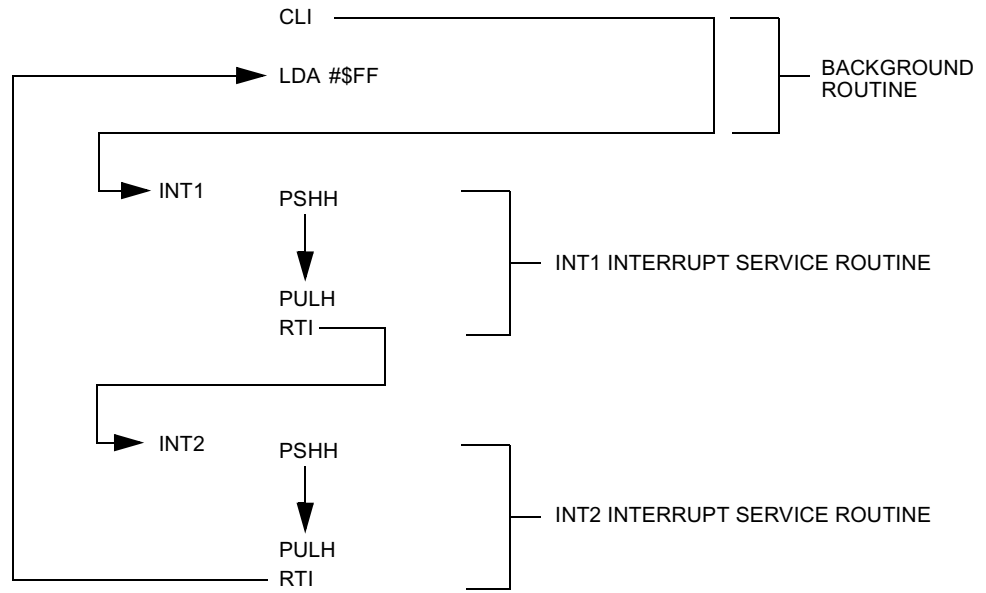 CLI
LDA #$FF
BACKGROUND
ROUTINE
INT1
PSHH
INT1 INTERRUPT SERVICE ROUTINE
PULH
RTI
INT2
PSHH
INT2 INTERRUPT SERVICE ROUTINE
PULH
RTI